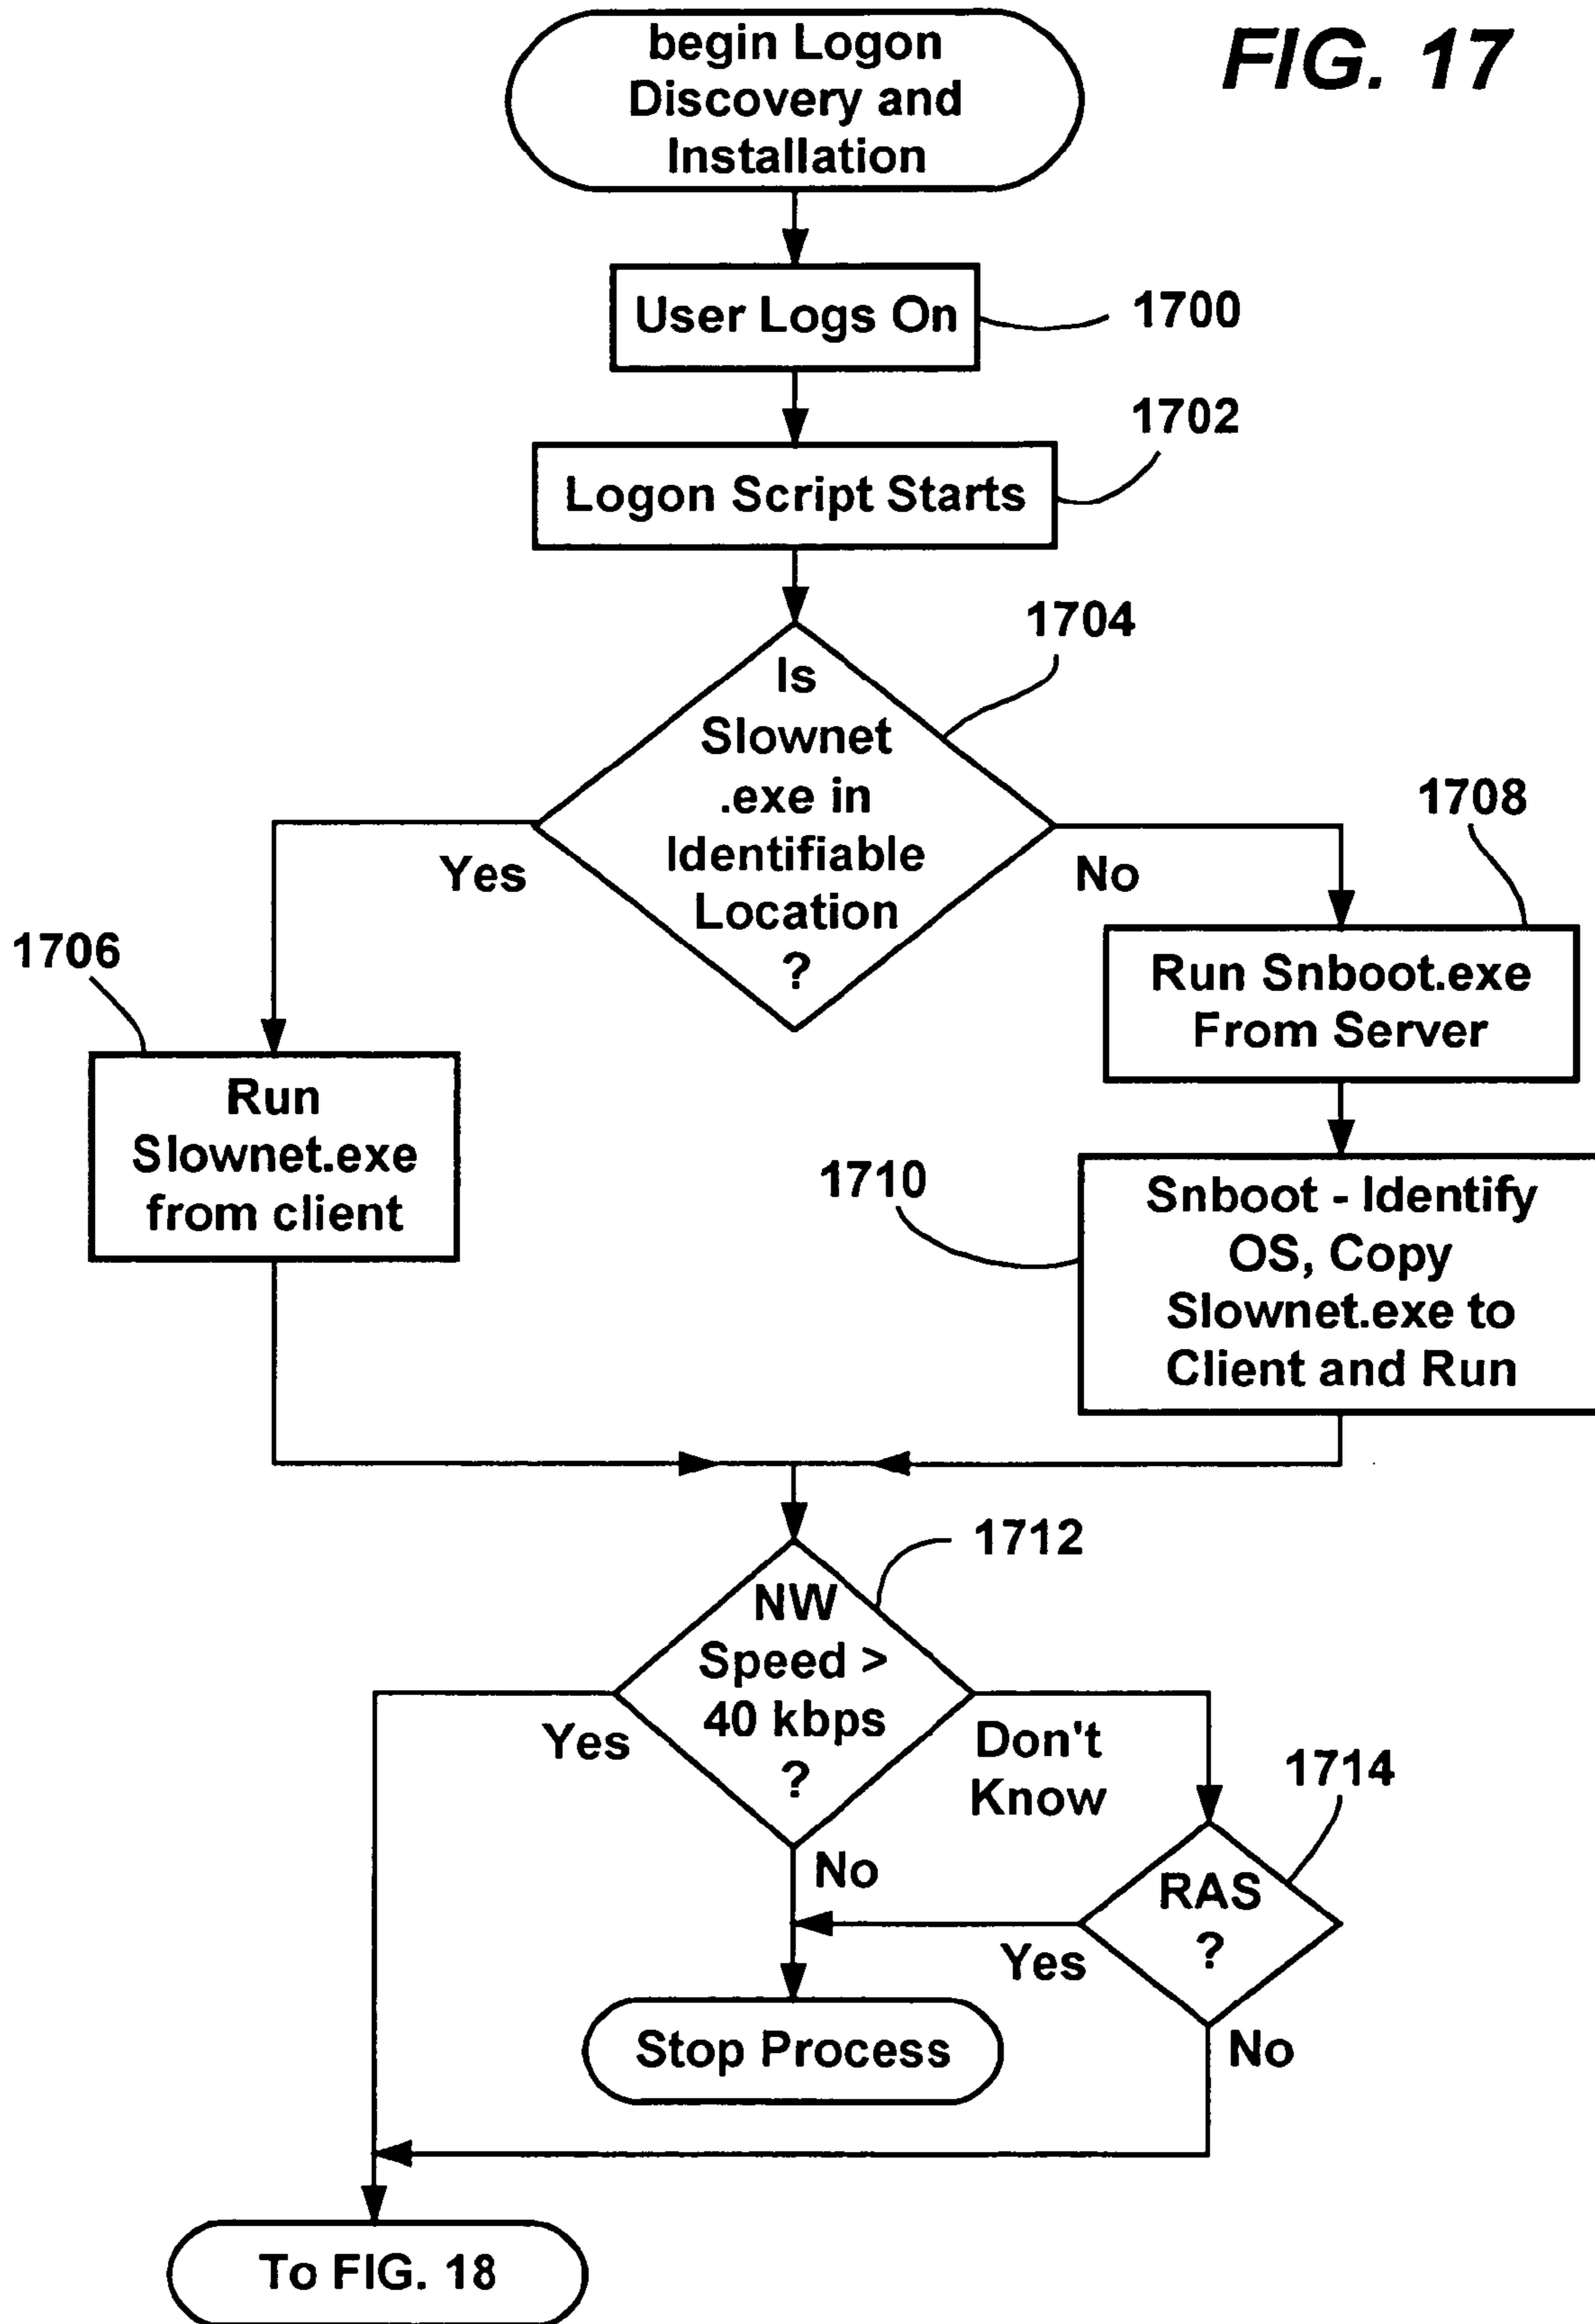 FIG. 17
begin Logon
Discovery and
Installation
User Logs On
1700
1702
Logon Script Starts
1704
Is
Slownet
.exe in
Identifiable
Location
?
Yes
No
1708
1706
Run Snboot.exe
From Server
Run
Slownet.exe
from client
1710
Snboot - Identify
OS, Copy
Slownet.exe to
Client and Run
1712
NW
Speed >
40 kbps
?
Yes
Don't
Know
1714
No
RAS
?
Yes
Stop Process
No
To FIG. 18